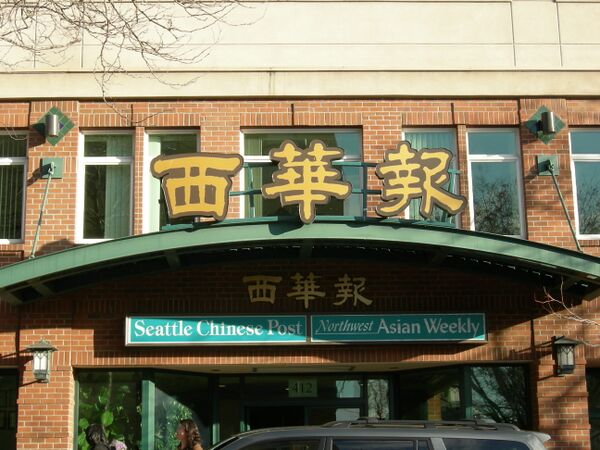 西華報
西華報
Seattle Chinese Post Northwest Asian Weekly
412